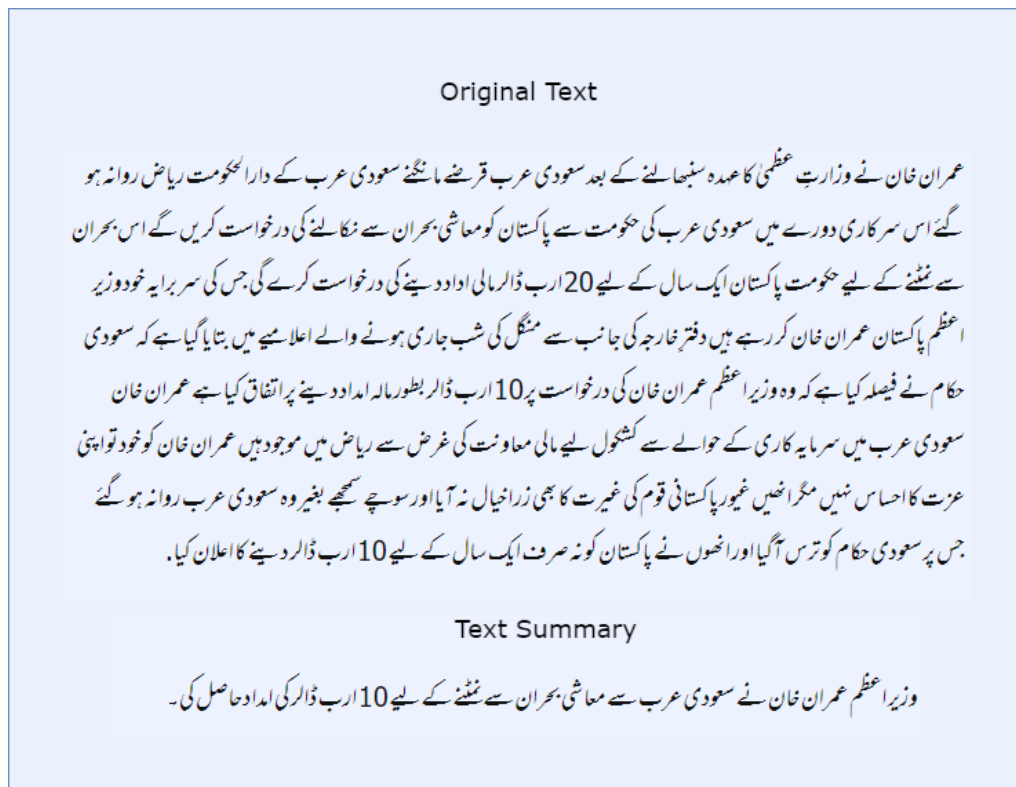 Original Text
عمران خان نے وزارتِ عظمیٰ کا عہدہ سنبھالنے کے بعد سعودی عرب قرضے مانگنے سعودی عرب کے دارالحکومت ریاض روانہ ہو
گئے اس سرکاری دورے میں سعودی عرب کی حکومت سے پاکستان کو معاشی بحران سے نکالنے کی درخواست کریں گے اس بحران
سے نمٹنے کے لیے حکومت پاکستان ایک سال کے لیے 20 ارب ڈالر مالی اداد دینے کی درخواست کرے گی جس کی سربرایہ خود وزیر
اعظم پاکستان عمران خان کر رہے ہیں دفترِ خارجہ کی جانب سے منگل کی شب جاری ہونے والے اعلامیے میں بتایا گیا ہے کہ سعودی
حکام نے فیصلہ کیا ہے کہ وہ وزیراعظم عمران خان کی درخواست پر 10 ارب ڈالر بطور مالہ امداد دینے پر اتفاق کیا ہے عمران خان
سعودی عرب میں سرمایہ کاری کے حوالے سے کشکول لیے مالی معاونت کی غرض سے ریاض میں موجود ہیں عمران خان کو خود تو اپنی
عزت کا احساس نہیں مگر انھیں غیور پاکستانی قوم کی غیرت کا بھی زرا خیال نہ آیا اور سوچے سمجھے بغیر وہ سعودی عرب روانہ ہو گئے
جس پر سعودی حکام کو ترس آگیا اور انھوں نے پاکستان کو نہ صرف ایک سال کے لیے 10 ارب ڈالر دینے کا اعلان کیا.
Text Summary
وزیراعظم عمران خان نے سعودی عرب سے معاشی بحران سے نمٹنے کے لیے 10 ارب ڈالر کی امداد حاصل کی۔